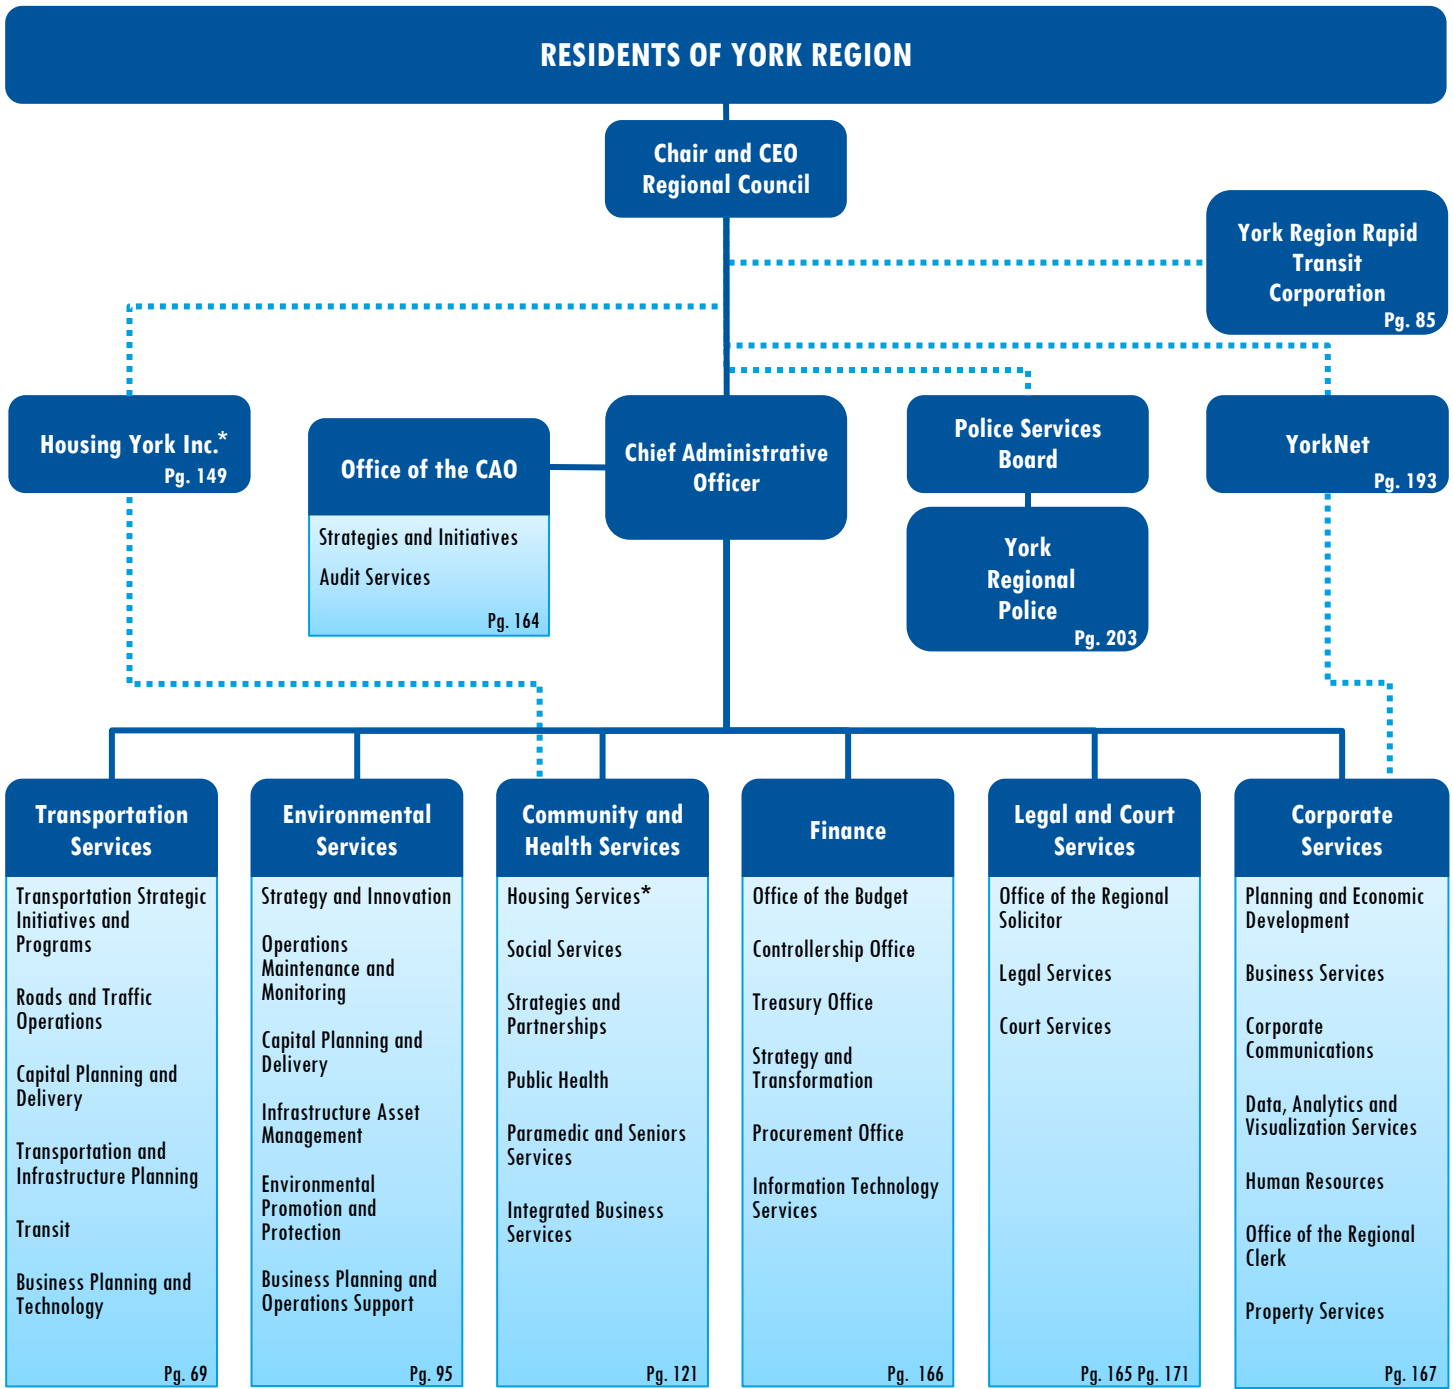 RESIDENTS OF YORK REGION
Chair and CEO
Regional Council
York Region Rapid
Transit
Corporation
Pg. 85
Housing York Inc.*
Pg. 149
Office of the CAO
Strategies and Initiatives
Audit Services
Pg. 164
Chief Administrative
Officer
Police Services
Board
York
Regional
Police
Pg. 203
YorkNet
Pg. 193
Transportation
Services
Transportation Strategic
Initiatives and
Programs
Roads and Traffic
Operations
Capital Planning and
Delivery
Transportation and
Infrastructure Planning
Transit
Business Planning and
Technology
Pg. 69
Environmental
Services
Strategy and Innovation
Operations
Maintenance and
Monitoring
Capital Planning and
Delivery
Infrastructure Asset
Management
Environmental
Promotion and
Protection
Business Planning and
Operations Support
Pg. 95
Community and
Health Services
Housing Services*
Social Services
Strategies and
Partnerships
Public Health
Paramedic and Seniors
Services
Integrated Business
Services
Pg. 121
Finance
Office of the Budget
Controllership Office
Treasury Office
Strategy and
Transformation
Procurement Office
Information Technology
Services
Pg. 166
Legal and Court
Services
Office of the Regional
Solicitor
Legal Services
Court Services
Pg. 165 Pg. 171
Corporate
Services
Planning and Economic
Development
Business Services
Corporate
Communications
Data, Analytics and
Visualization Services
Human Resources
Office of the Regional
Clerk
Property Services
Pg. 167